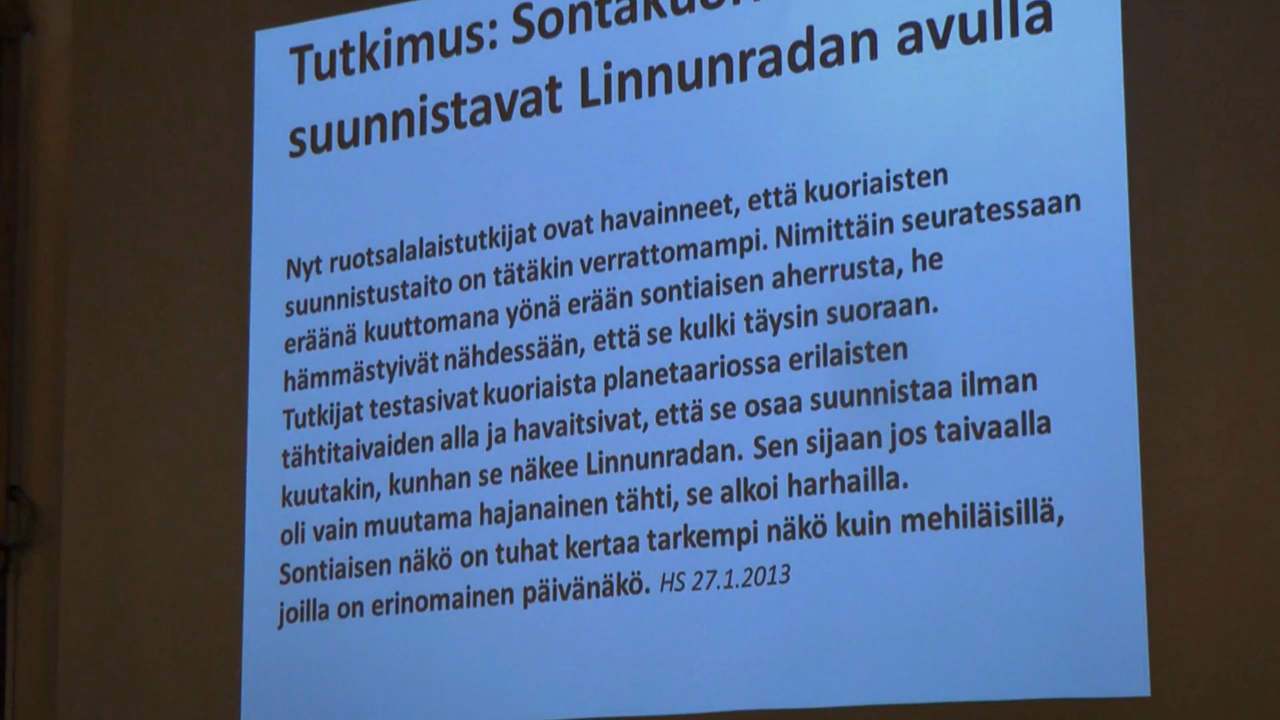 Tutkimus:
suunnistavat Linnunradan avulla
Nyt ruotsalalaistutkijat ovat havainneet, että kuoriaisten
suunnistustaito on tätäkin verrattomampi. Nimittäin seuratessaan
eräänä kuuttomana yönä erään sontiaisen aherrusta, he
hämmästyivät nähdessään, että se kulki täysin suoraan.
Tutkijat testasivat kuoriaista planetaariossa erilaisten
tähtitaivaiden alla ja havaitsivat, että se osaa suunnistaa ilman
kuutakin, kunhan se näkee Linnunradan. Sen sijaan jos taivaalla
oli vain muutama hajanainen tähti, se alkoi harhailla.
Sontiaisen näkö on tuhat kertaa tarkempi näkö kuin mehiläisillä,
joilla on erinomainen päivänäkö. HS 27.1.2013